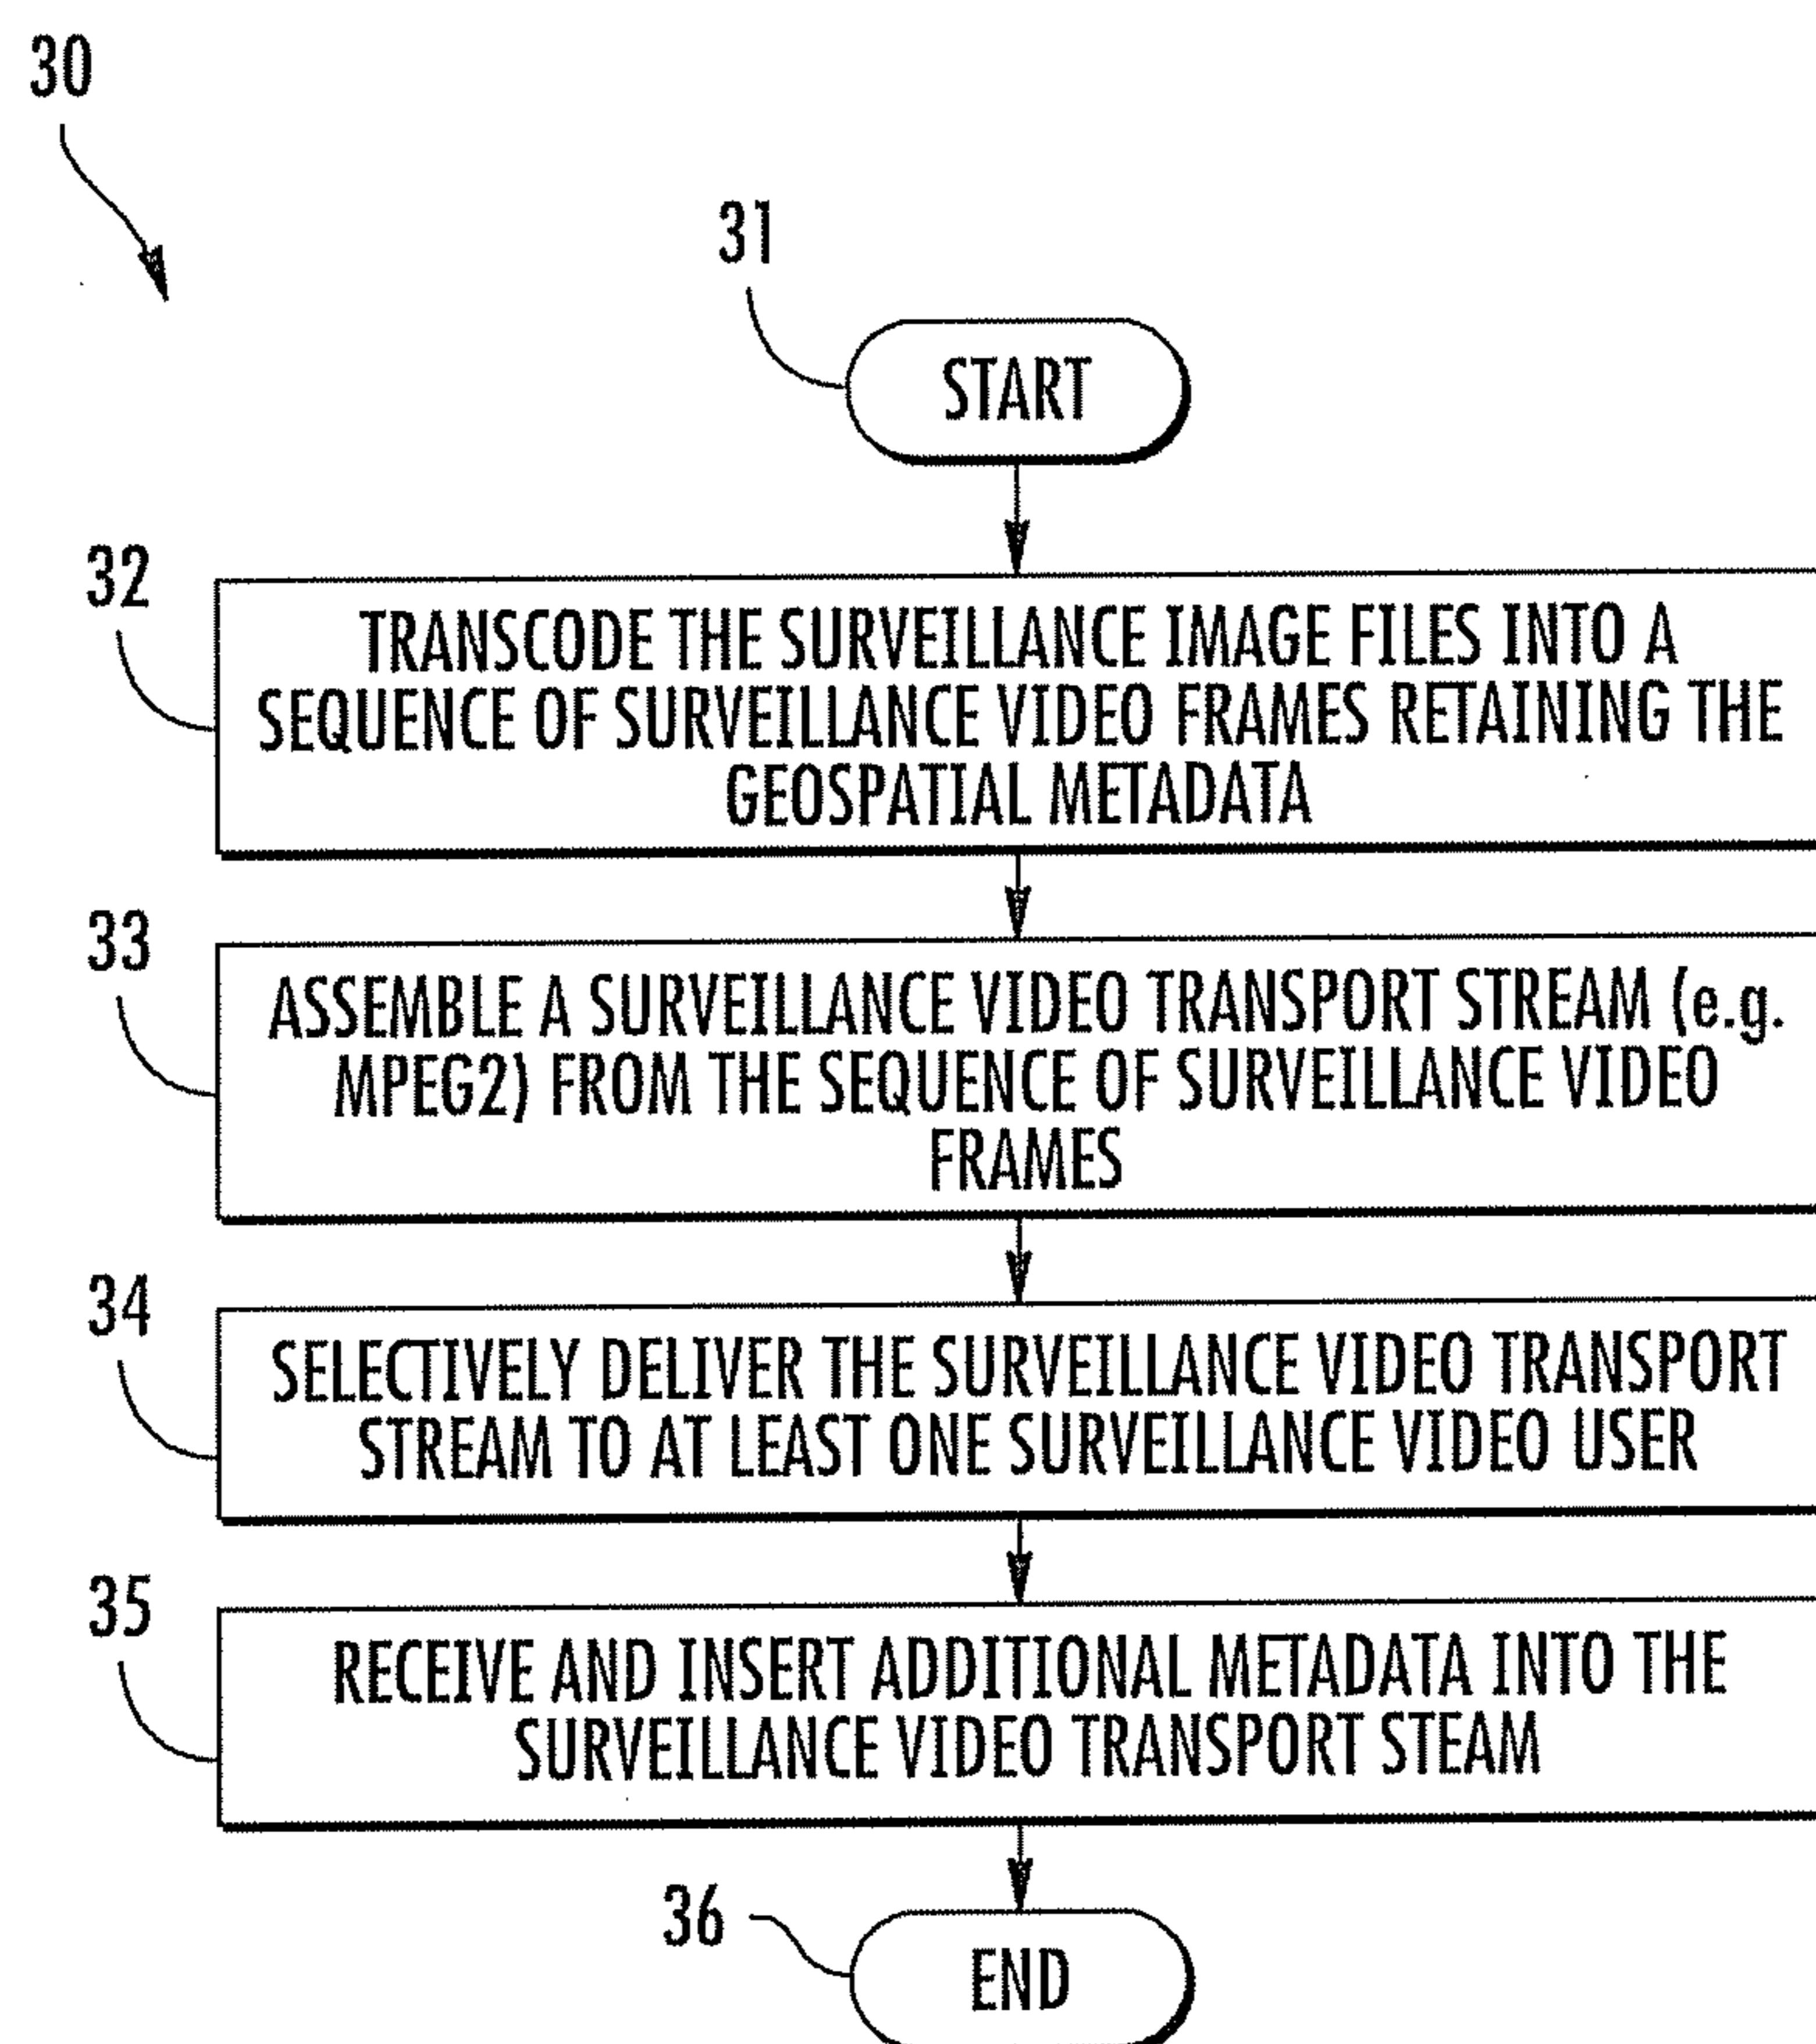 30
31
START
32
TRANSCODE THE SURVEILLANCE IMAGE FILES INTO A
SEQUENCE OF SURVEILLANCE VIDEO FRAMES RETAINING THE
GEOSPATIAL METADATA
33
ASSEMBLE A SURVEILLANCE VIDEO TRANSPORT STREAM (e.g.
MPEG2) FROM THE SEQUENCE OF SURVEILLANCE VIDEO
FRAMES
34
SELECTIVELY DELIVER THE SURVEILLANCE VIDEO TRANSPORT
STREAM TO AT LEAST ONE SURVEILLANCE VIDEO USER
35
RECEIVE AND INSERT ADDITIONAL METADATA INTO THE
SURVEILLANCE VIDEO TRANSPORT STEAM
36
END